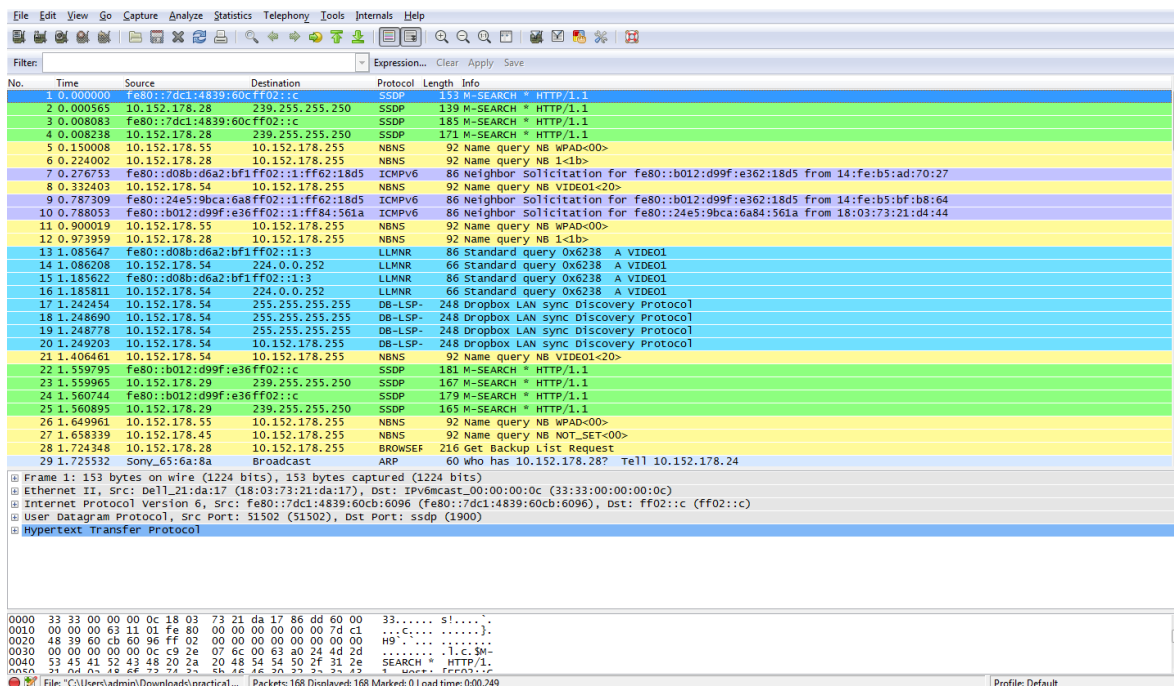 File Edit View Go Capture Analyze Statistics Telephony Tools Internals Help
Filter: Expression... Clear Apply Save
No. Time Source Destination Protocol Length Info
1 0.000000 fe80::7dc1:4839:60cff02::c SSDP 153 M-SEARCH * HTTP/1.1
2 0.000565 10.152.178.28 239.255.255.250 SSDP 139 M-SEARCH * HTTP/1.1
3 0.008083 fe80::7dc1:4839:60cff02::c SSDP 185 M-SEARCH * HTTP/1.1
4 0.008238 10.152.178.28 239.255.255.250 SSDP 171 M-SEARCH * HTTP/1.1
5 0.150008 10.152.178.55 10.152.178.255 NBNS 92 Name query NB WPAD<00>
6 0.224002 10.152.178.28 10.152.178.255 NBNS 92 Name query NB 1<1b>
7 0.276753 fe80::d08b:d6a2:bf1ff02::1:ff62:18d5 ICMPv6 86 Neighbor Solicitation for fe80::b012:d99f:e362:18d5 from 14:fe:b5:ad:70:27
8 0.332403 10.152.178.54 10.152.178.255 NBNS 92 Name query NB VIDEO1<20>
9 0.787309 fe80::24e5:9bca:6a8ff02::1:ff62:18d5 ICMPv6 86 Neighbor Solicitation for fe80::b012:d99f:e362:18d5 from 14:fe:b5:bf:b8:64
10 0.788053 fe80::b012:d99f:e36ff02::1:ff84:561a ICMPv6 86 Neighbor Solicitation for fe80::24e5:9bca:6a84:561a from 18:03:73:21:d4:44
11 0.900019 10.152.178.55 10.152.178.255 NBNS 92 Name query NB WPAD<00>
12 0.973959 10.152.178.28 10.152.178.255 NBNS 92 Name query NB 1<1b>
13 1.085647 fe80::d08b:d6a2:bf1ff02::1:3 LLMNR 86 Standard query 0x6238 A VIDEO1
14 1.086208 10.152.178.54 224.0.0.252 LLMNR 66 Standard query 0x6238 A VIDEO1
15 1.185622 fe80::d08b:d6a2:bf1ff02::1:3 LLMNR 86 Standard query 0x6238 A VIDEO1
16 1.185811 10.152.178.54 224.0.0.252 LLMNR 66 Standard query 0x6238 A VIDEO1
17 1.242454 10.152.178.54 255.255.255.255 DB-LSP- 248 Dropbox LAN sync Discovery Protocol
18 1.248690 10.152.178.54 255.255.255.255 DB-LSP- 248 Dropbox LAN sync Discovery Protocol
19 1.248778 10.152.178.54 255.255.255.255 DB-LSP- 248 Dropbox LAN sync Discovery Protocol
20 1.249203 10.152.178.54 10.152.178.255 DB-LSP- 248 Dropbox LAN sync Discovery Protocol
21 1.406461 10.152.178.54 10.152.178.255 NBNS 92 Name query NB VIDEO1<20>
22 1.559795 fe80::b012:d99f:e36ff02::c SSDP 181 M-SEARCH * HTTP/1.1
23 1.559965 10.152.178.29 239.255.255.250 SSDP 167 M-SEARCH * HTTP/1.1
24 1.560744 fe80::b012:d99f:e36ff02::c SSDP 179 M-SEARCH * HTTP/1.1
25 1.560895 10.152.178.29 239.255.255.250 SSDP 165 M-SEARCH * HTTP/1.1
26 1.649961 10.152.178.55 10.152.178.255 NBNS 92 Name query NB WPAD<00>
27 1.658339 10.152.178.45 10.152.178.255 NBNS 92 Name query NB NOT_SET<00>
28 1.724348 10.152.178.28 10.152.178.255 BROWSER 216 Get Backup List Request
29 1.725532 Sony_65:6a:8a Broadcast ARP 60 who has 10.152.178.28? Tell 10.152.178.24
Frame 1: 153 bytes on wire (1224 bits), 153 bytes captured (1224 bits)
Ethernet II, Src: Dell_21:da:17 (18:03:73:21:da:17), Dst: IPv6mcast_00:00:00:0c (33:33:00:00:00:0c)
Internet Protocol Version 6, Src: fe80::7dc1:4839:60cb:6096 (fe80::7dc1:4839:60cb:6096), Dst: ff02::c (ff02::c)
User Datagram Protocol, Src Port: 51502 (51502), Dst Port: ssdp (1900)
Hypertext Transfer Protocol
0000 33 33 00 00 00 0c 18 03 73 21 da 17 86 dd 60 00 33...... s!....`.
0010 00 00 00 63 11 01 fe 80 00 00 00 00 00 00 7d c1 ...c.... ......}.
0020 48 39 60 cb 60 96 ff 02 00 00 00 00 00 00 00 00 H9`.`... ........
0030 00 00 00 00 00 0c c9 2e 07 6c 00 63 a0 24 4d 2d ........ .l.c.$M-
0040 53 45 41 52 43 48 20 2a 20 48 54 54 50 2f 31 2e SEARCH * HTTP/1.
0050 31 0d 0a 48 6f 73 74 3a 5b 46 46 30 32 3a 3a 43 1..Host: [FF02::C
File: "C:\Users\admin\Downloads\practica1... Packets: 168 Displayed: 168 Marked: 0 Load time: 0:00.249 Profile: Default